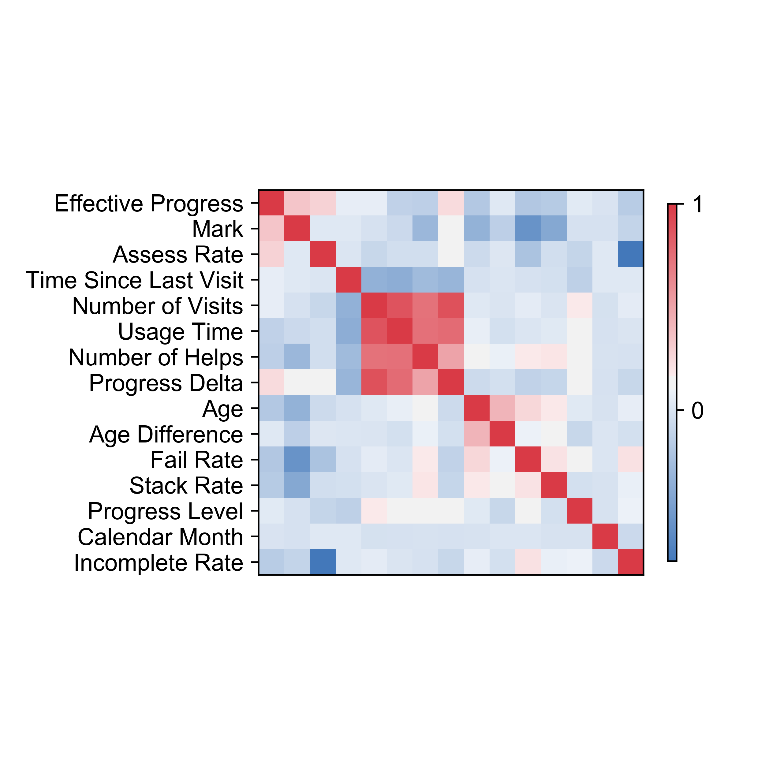 Effective Progress
Mark
Assess Rate
Time Since Last Visit
Number of Visits
Usage Time
Number of Helps
Progress Delta
Age
Age Difference
Fail Rate
Stack Rate
Progress Level
Calendar Month
Incomplete Rate
1
0